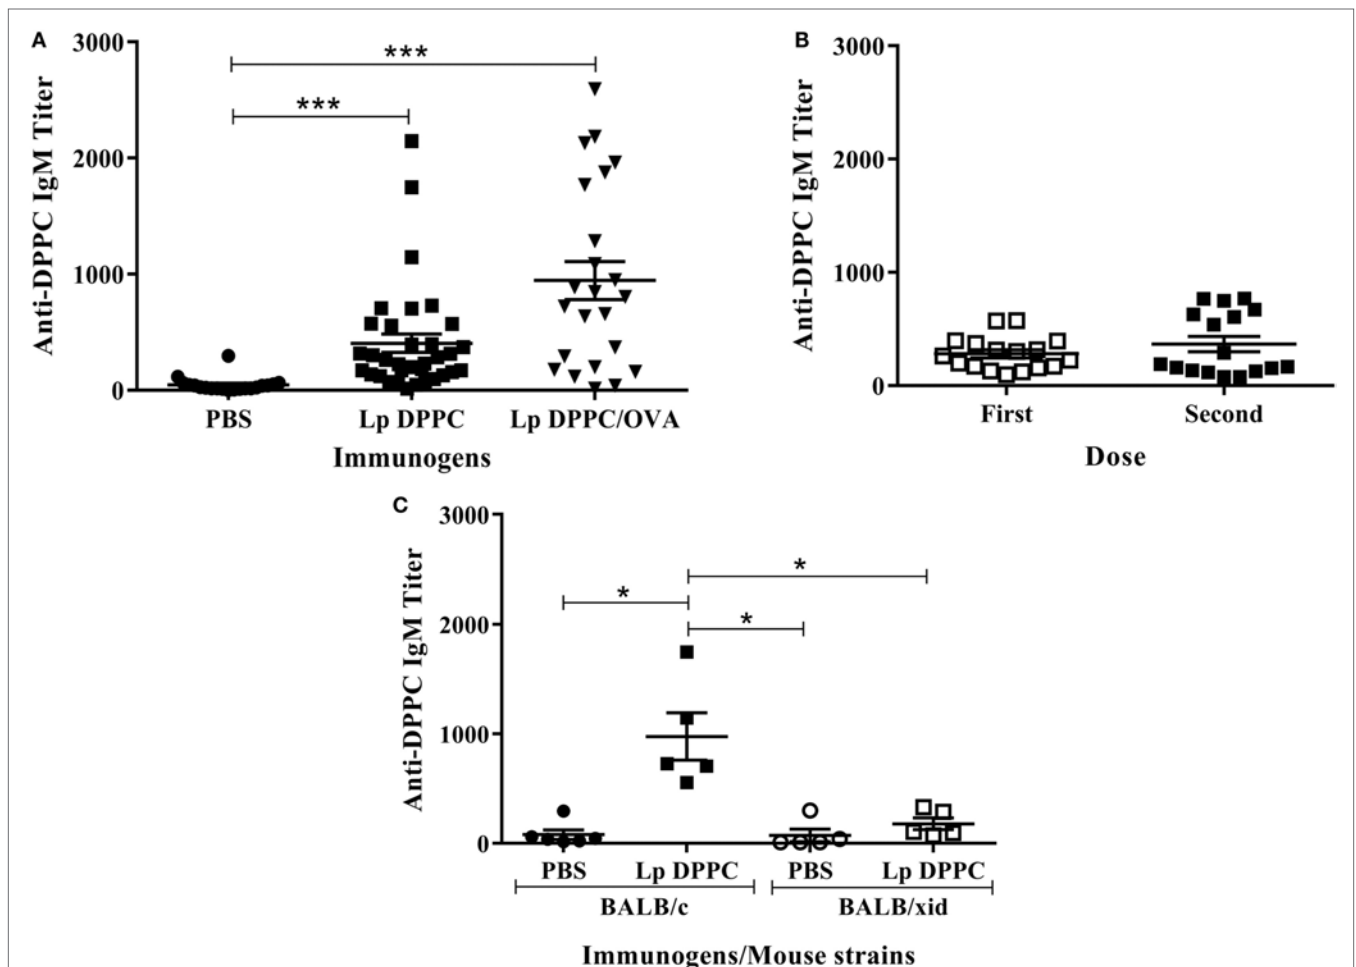 A
3000
2000
1000
0
Anti-DPPC IgM Titer
***
***
PBS
Lp DPPC
Lp DPPC/OVA
Immunogens
B
3000
2000
1000
0
Anti-DPPC IgM Titer
First
Second
Dose
C
3000
2000
1000
0
Anti-DPPC IgM Titer
*
*
*
PBS
Lp DPPC
PBS
Lp DPPC
BALB/c
BALB/xid
Immunogens/Mouse strains